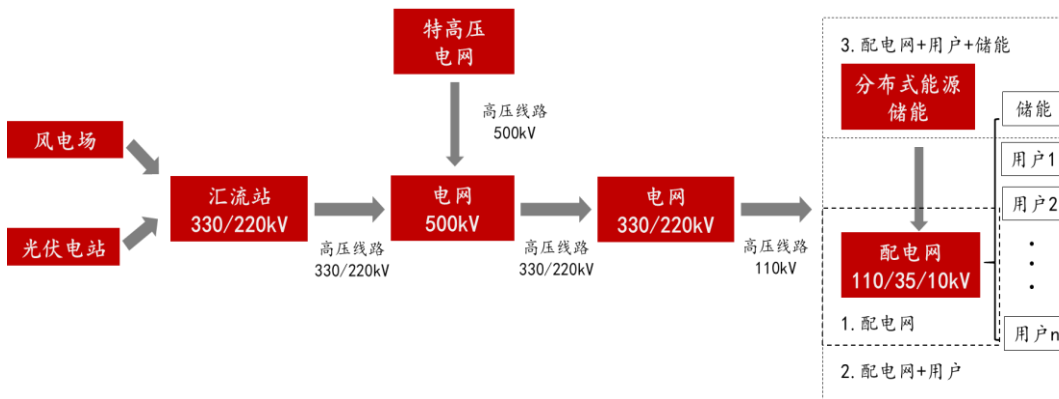 特高压
电网
高压线路
500kV
风电场
光伏电站
汇流站
330/220kV
高压线路
330/220kV
电网
500kV
高压线路
330/220kV
电网
330/220kV
高压线路
110kV
3.配电网+用户+储能
分布式能源
储能
配电网
110/35/10kV
1.配电网
2.配电网+用户
储能
用户1
用户2
用户n